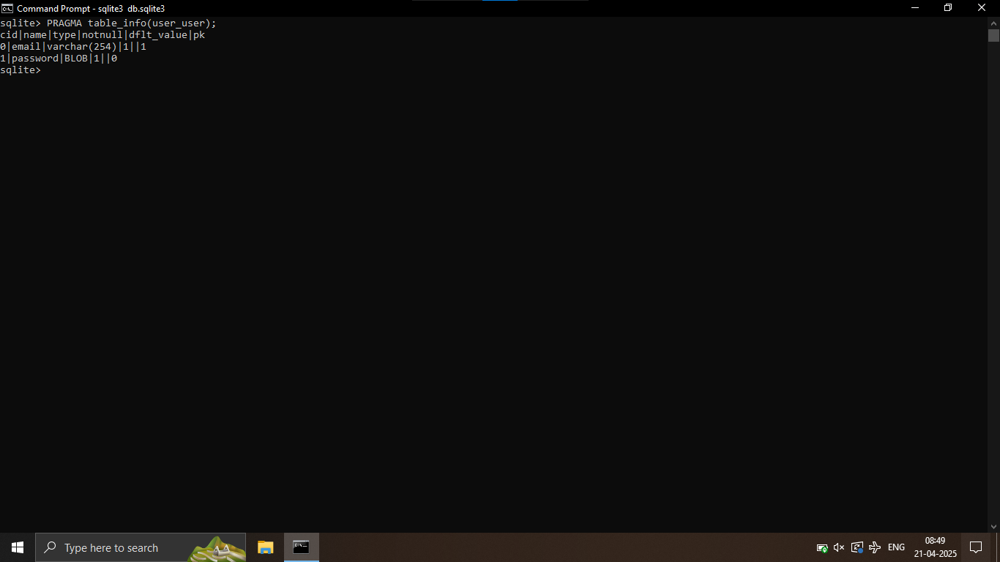 Command Prompt - sqlite3  db.sqlite3
sqlite> PRAGMA table_info(user_user);
cid|name|type|notnull|dflt_value|pk
0|email|varchar(254)|1||1
1|password|BLOB|1||0
sqlite>
Type here to search
ENG
08:49
21-04-2025